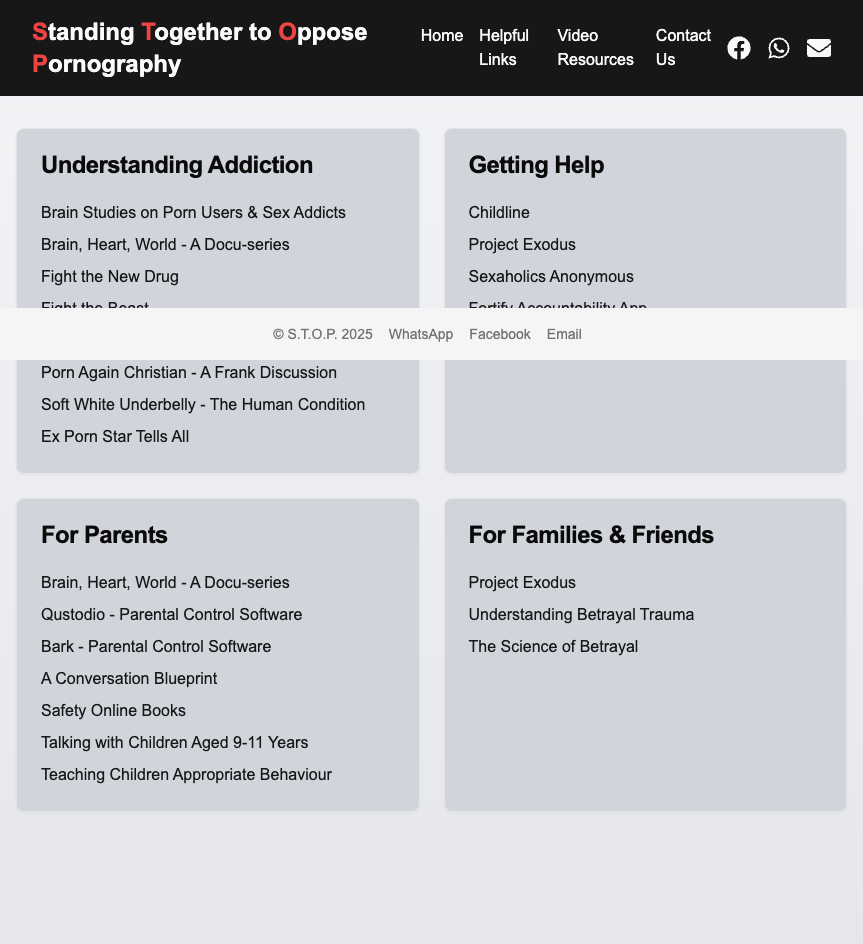 Standing Together to Oppose
Pornography
Home
Helpful
Links
Video
Resources
Contact
Us
Understanding Addiction
Brain Studies on Porn Users & Sex Addicts
Brain, Heart, World - A Docu-series
Fight the New Drug
Fight the Beast
Porn Again Christian - A Frank Discussion
Soft White Underbelly - The Human Condition
Ex Porn Star Tells All
Getting Help
Childline
Project Exodus
Sexaholics Anonymous
Fortify Accountability App
© S.T.O.P. 2025 WhatsApp Facebook Email
For Parents
Brain, Heart, World - A Docu-series
Qustodio - Parental Control Software
Bark - Parental Control Software
A Conversation Blueprint
Safety Online Books
Talking with Children Aged 9-11 Years
Teaching Children Appropriate Behaviour
For Families & Friends
Project Exodus
Understanding Betrayal Trauma
The Science of Betrayal